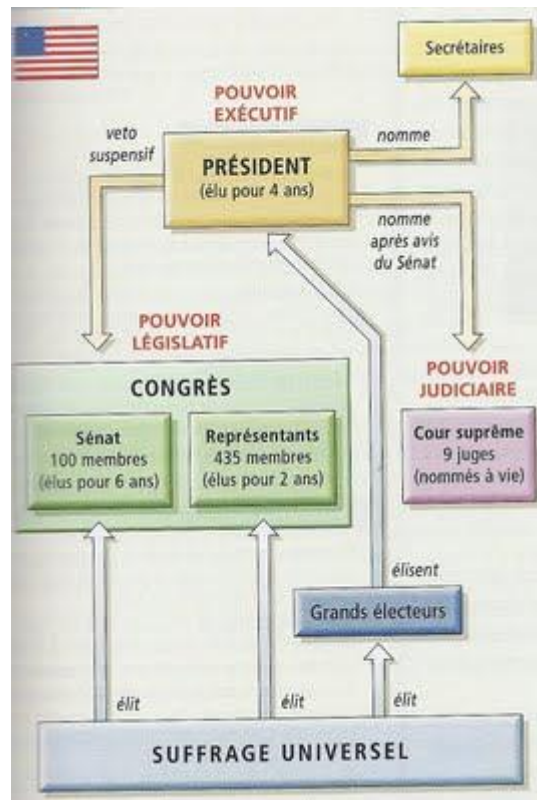 Secrétaires
POUVOIR
EXÉCUTIF
veto
suspensif
PRÉSIDENT
(élu pour 4 ans)
nomme
nomme
après avis
du Sénat
POUVOIR
LÉGISLATIF
CONGRÈS
Sénat
100 membres
(élus pour 6 ans)
Représentants
435 membres
(élus pour 2 ans)
POUVOIR
JUDICIAIRE
Cour suprême
9 juges
(nommés à vie)
élisent
Grands électeurs
élit
élit
élit
SUFFRAGE UNIVERSEL